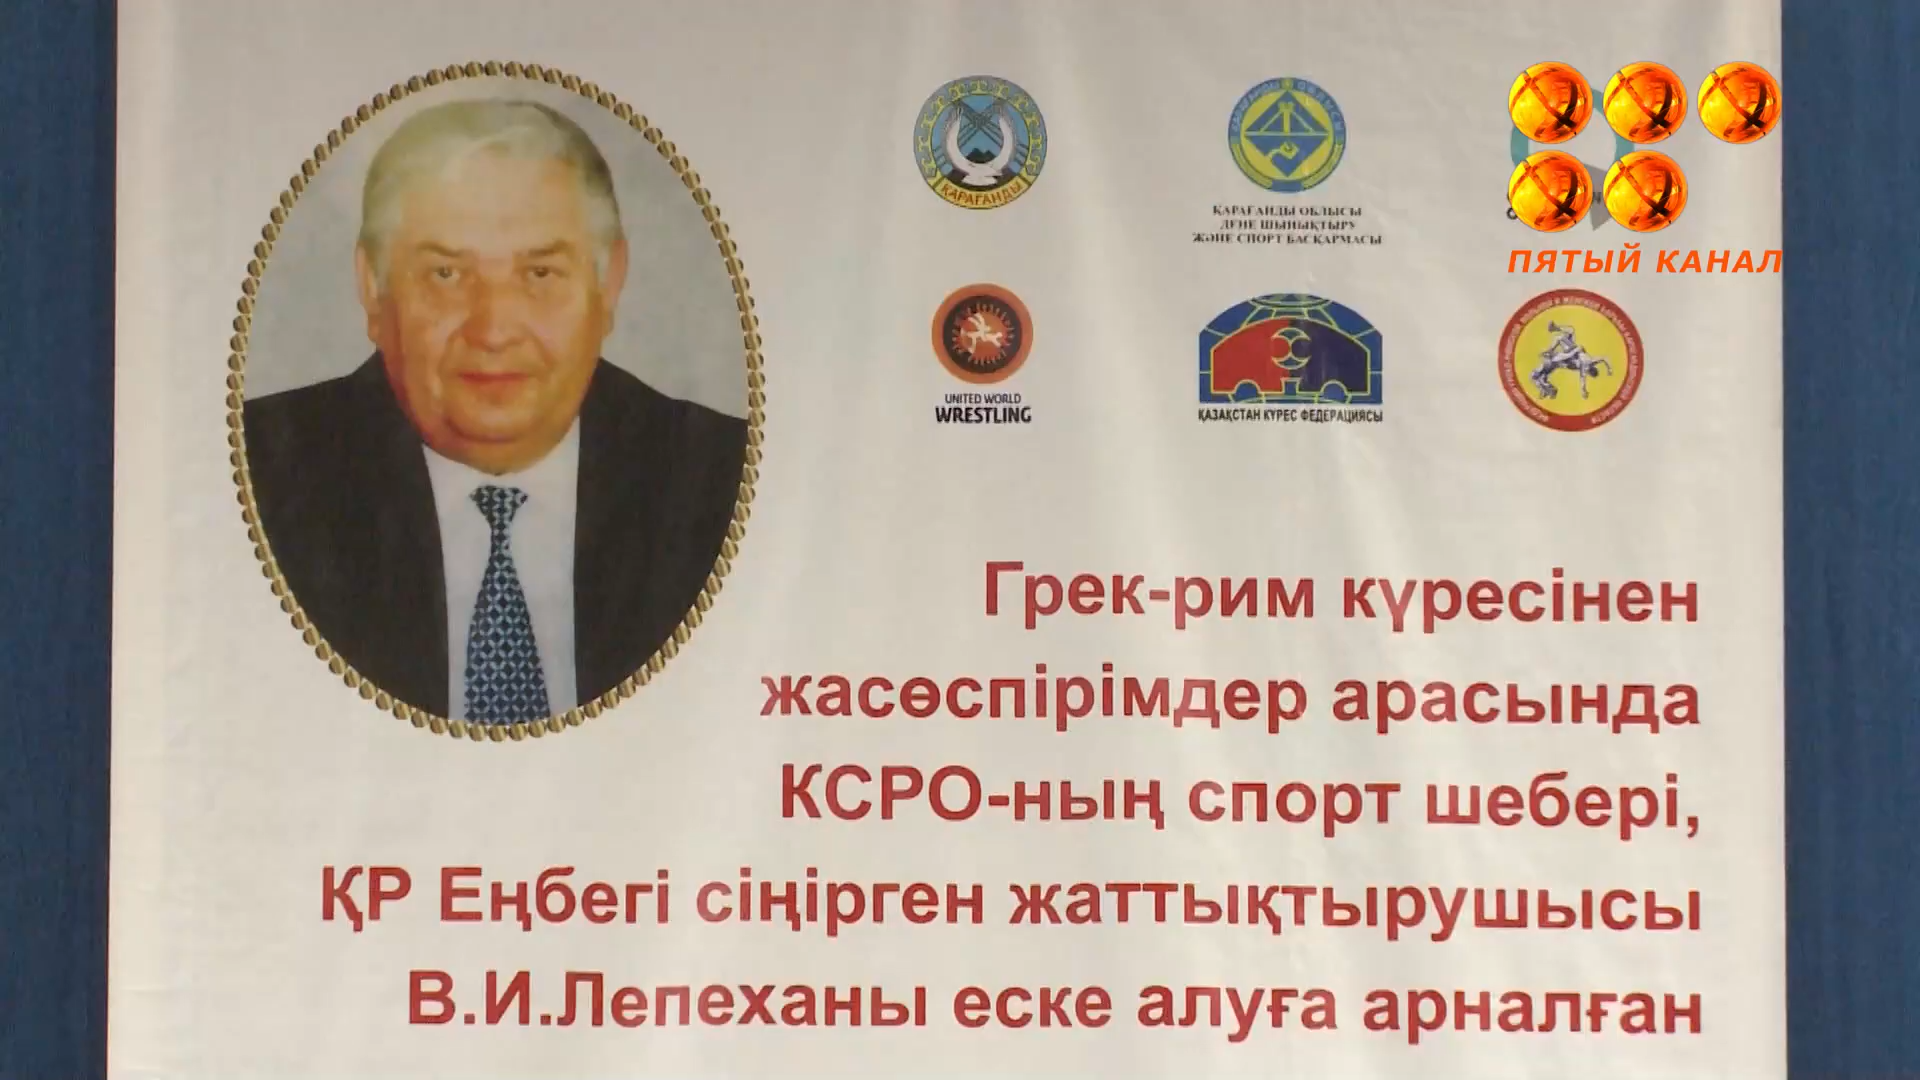 ҚАРАҒАНДЫ
ҚАРАҒАНДЫ ОБЛЫСЫ
ДЕНЕ ШЫНЫҚТЫРУ
ЖӘНЕ СПОРТ БАСҚАРМАСЫ
ПЯТЫЙ КАНАЛ
UNITED WORLD
WRESTLING
ҚАЗАҚСТАН КҮРЕС ФЕДЕРАЦИЯСЫ
Грек-рим күресінен
жасөспірімдер арасында
КСРО-ның спорт шебері,
ҚР Еңбегі сіңірген жаттықтырушысы
В.И.Лепеханы еске алуға арналған